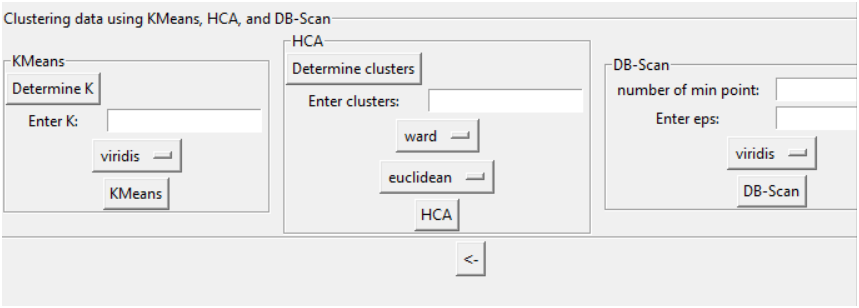 Clustering data using KMeans, HCA, and DB-Scan
KMeans
Determine K
Enter K:
viridis
KMeans
HCA
Determine clusters
Enter clusters:
ward
euclidean
HCA
DB-Scan
number of min point:
Enter eps:
viridis
DB-Scan
<-